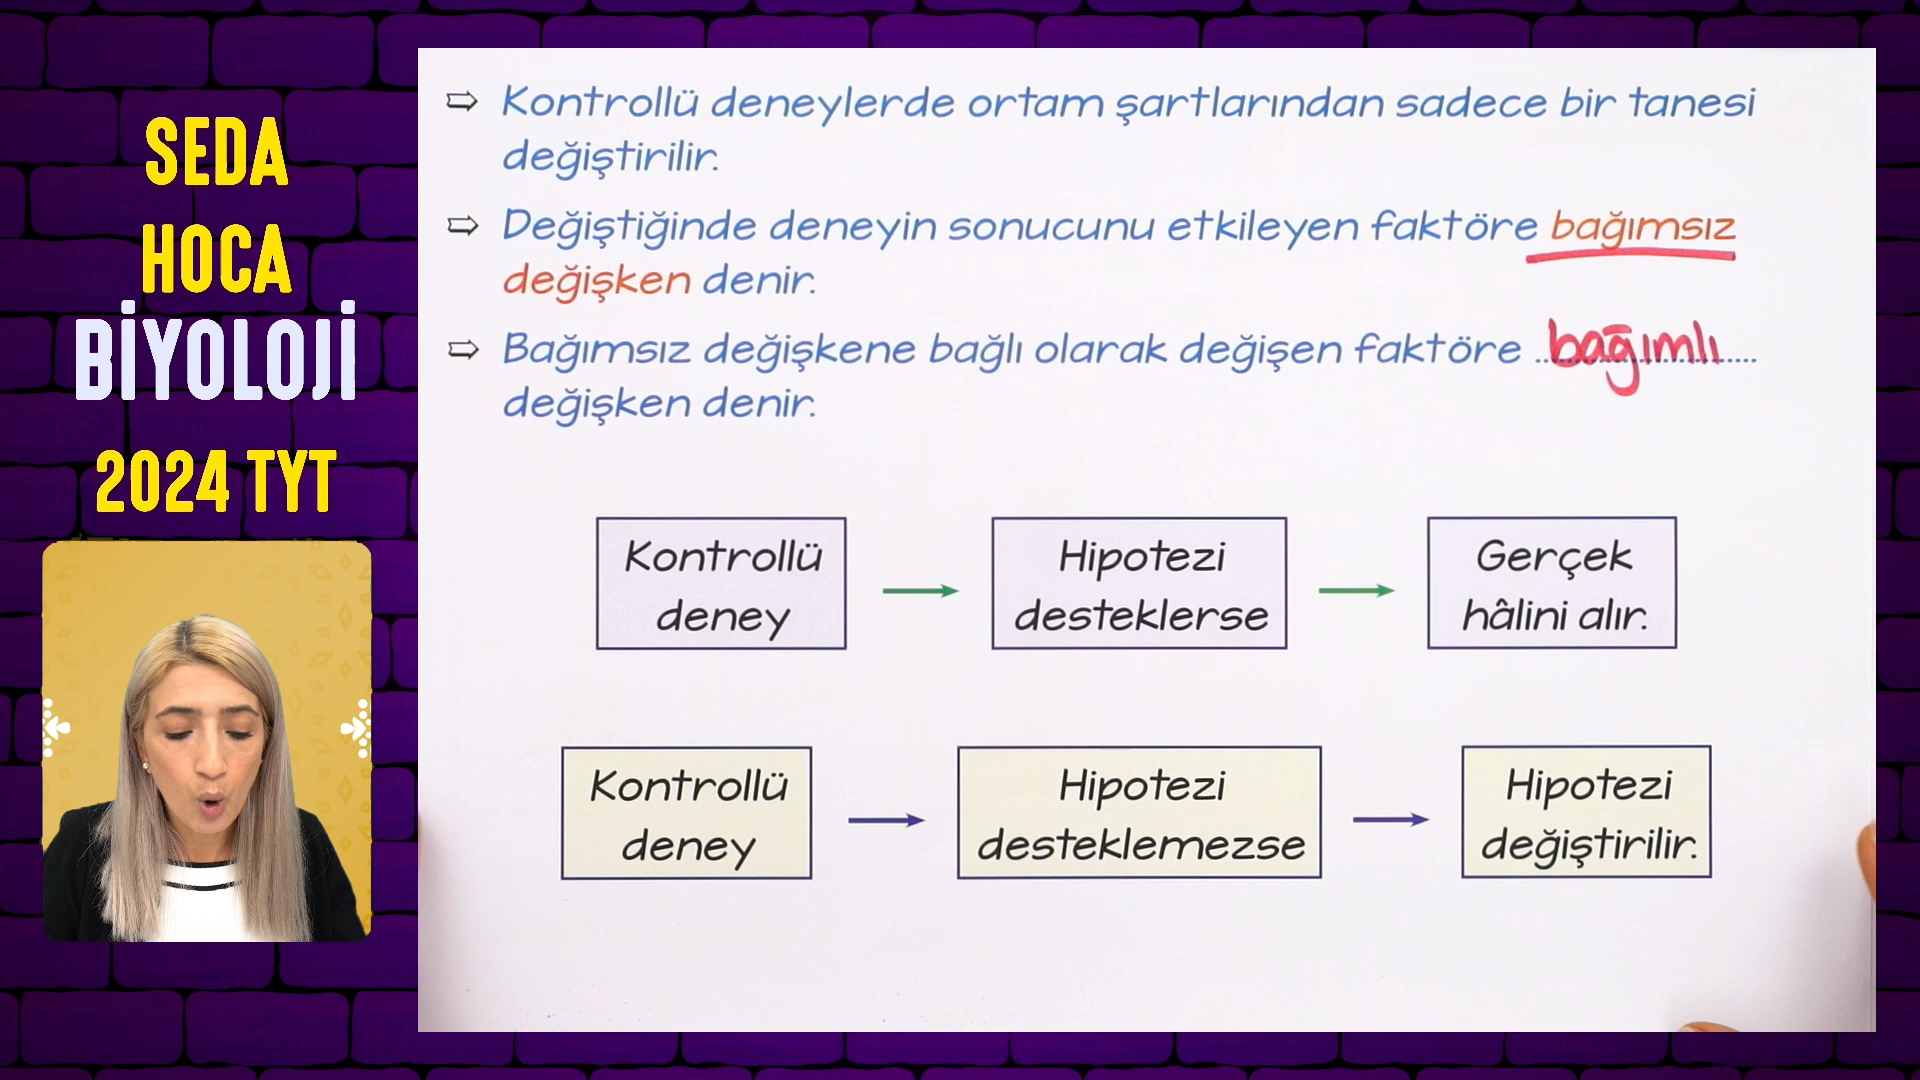 SEDA
HOCA
BİYOLOJİ
2024 TYT
⇨ Kontrollü deneylerde ortam şartlarından sadece bir tanesi
değiştirilir.
⇨ Değiştiğinde deneyin sonucunu etkileyen faktöre bağımsız
değişken denir.
⇨ Bağımsız değişkene bağlı olarak değişen faktöre ..bağımlı....
değişken denir.
Kontrollü
deney
Hipotezi
desteklerse
Gerçek
hâlini alır.
Kontrollü
deney
Hipotezi
desteklemezse
Hipotezi
değiştirilir.